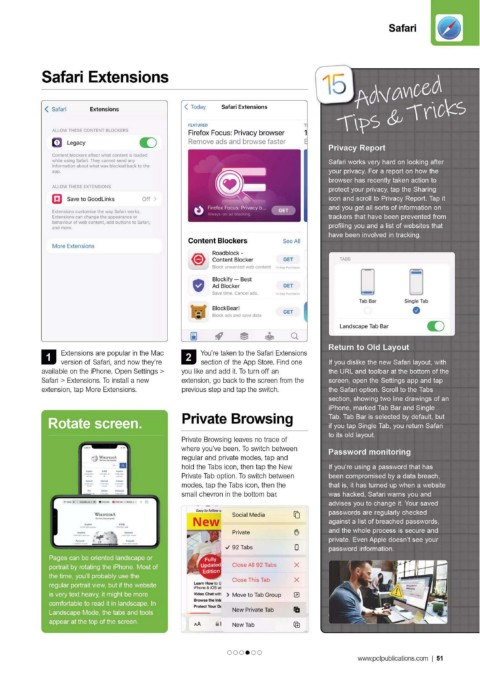 Safari
Safari Extensions
Safari
Extensions
ALLOW THESE CONTENT BLOCKERS
Legacy
Content blockers affect what content is loaded
while using Safari. They cannot send any
information about what was blocked back to the
app.
ALLOW THESE EXTENSIONS
Save to GoodLinks
Off
Extensions customise the way Safari works.
Extensions can change the appearance or
behaviour of web content, add buttons to Safari
and more.
More Extensions
Today
Safari Extensions
FEATURED
Firefox Focus: Privacy browser
Remove ads and browse faster
Firefox Focus: Privacy b...
GET
Content Blockers
See All
Roadblock -
Content Blocker
Block unwanted web content
GET
Blockify — Best
Ad Blocker
Save time. Cancel ads.
GET
BlockBear!
Block ads and save data
GET
1 Extensions are popular in the Mac
version of Safari, and now they're
available on the iPhone. Open Settings >
Safari > Extensions. To install a new
extension, tap More Extensions.
2 You're taken to the Safari Extensions
section of the App Store. Find one
you like and add it. To turn off an
extension, go back to the screen from the
previous step and tap the switch.
Rotate screen.
Pages can be oriented landscape or
portrait by rotating the iPhone. Most of
the time, you'll probably use the
regular portrait view, but if the website
is very text heavy, it might be more
comfortable to read it in landscape. In
Landscape Mode, the tabs and tools
appear at the top of the screen.
Private Browsing
Private Browsing leaves no trace of
where you've been. To switch between
regular and private modes, tap and
hold the Tabs icon, then tap the New
Private Tab option. To switch between
modes, tap the Tabs icon, then the
small chevron in the bottom bar.
New
Fully
Updated
Edition
Social Media
Private
92 Tabs
Close All 92 Tabs
Close This Tab
Move to Tab Group
New Private Tab
New Tab
AA
15
Advanced
Tips & Tricks
Privacy Report
Safari works very hard on looking after
your privacy. For a report on how the
browser has recently taken action to
protect your privacy, tap the Sharing
icon and scroll to Privacy Report. Tap it
and you get all sorts of information on
trackers that have been prevented from
profiling you and a list of websites that
have been involved in tracking.
TABS
Tab Bar
Single Tab
Landscape Tab Bar
Return to Old Layout
If you dislike the new Safari layout, with
the URL and toolbar at the bottom of the
screen, open the Settings app and tap
the Safari option. Scroll to the Tabs
section, showing two line drawings of an
iPhone, marked Tab Bar and Single
Tab. Tab Bar is selected by default, but
if you tap Single Tab, you return Safari
to its old layout.
Password monitoring
If you're using a password that has
been compromised by a data breach,
that is, it has turned up when a website
was hacked, Safari warns you and
advises you to change it. Your saved
passwords are regularly checked
against a list of breached passwords,
and the whole process is secure and
private. Even Apple doesn't see your
password information.
www.pclpublications.com | 51